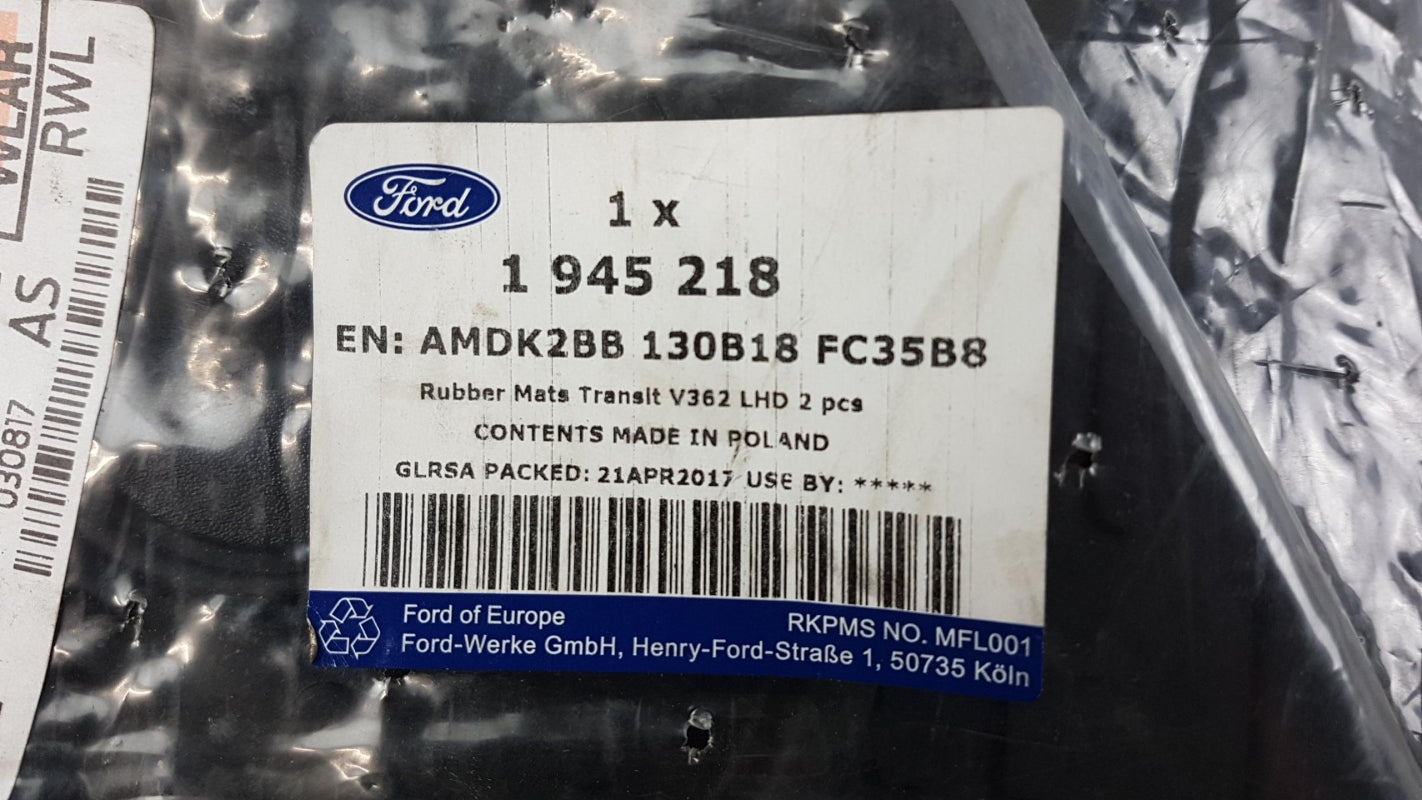 WEAR
RWL
AS
030817
Ford
1 x
1 945 218
EN: AMDK2BB 130B18 FC35B8
Rubber Mats Transit V362 LHD 2 pcs
CONTENTS MADE IN POLAND
GLRSA PACKED: 21APR2017 USE BY: *****
Ford of Europe
RKPMS NO. MFL001
Ford-Werke GmbH, Henry-Ford-Straße 1, 50735 Köln